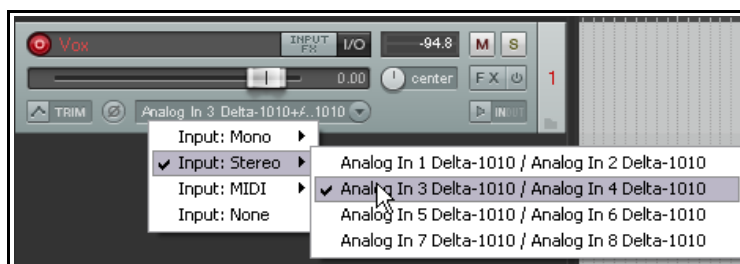 Vox INPUT FX I/O -94.8 M S
0.00 center FX 1
TRIM Analog In 3 Delta-1010+/..1010 IN OUT
Input: Mono
Input: Stereo
Input: MIDI
Input: None
Analog In 1 Delta-1010 / Analog In 2 Delta-1010
Analog In 3 Delta-1010 / Analog In 4 Delta-1010
Analog In 5 Delta-1010 / Analog In 6 Delta-1010
Analog In 7 Delta-1010 / Analog In 8 Delta-1010